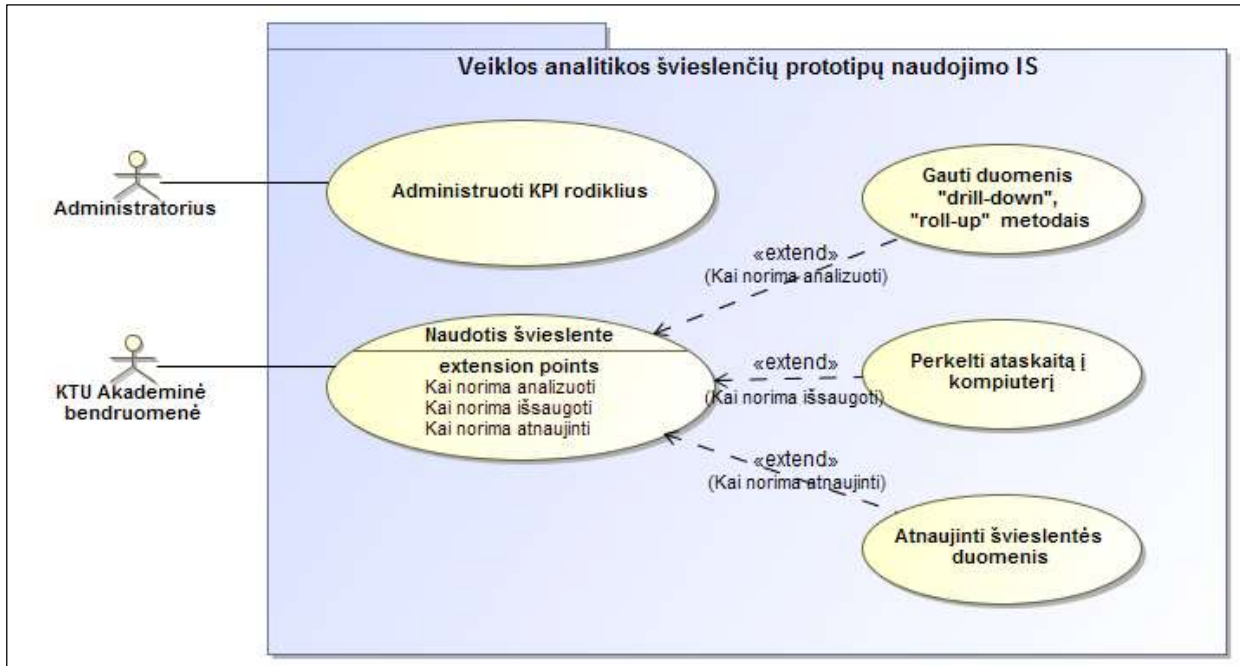 Veiklos analitikos švieslenčių prototipų naudojimo IS
Administratorius
Administruoti KPI rodiklius
Gauti duomenis
"drill-down",
"roll-up" metodais
«extend»
(Kai norima analizuoti)
KTU Akademinė
bendruomenė
Naudotis švieslente
extension points
Kai norima analizuoti
Kai norima išsaugoti
Kai norima atnaujinti
«extend»
(Kai norima išsaugoti)
Perkelti ataskaitą į
kompiuterį
«extend»
(Kai norima atnaujinti)
Atnaujinti švieslentės
duomenis